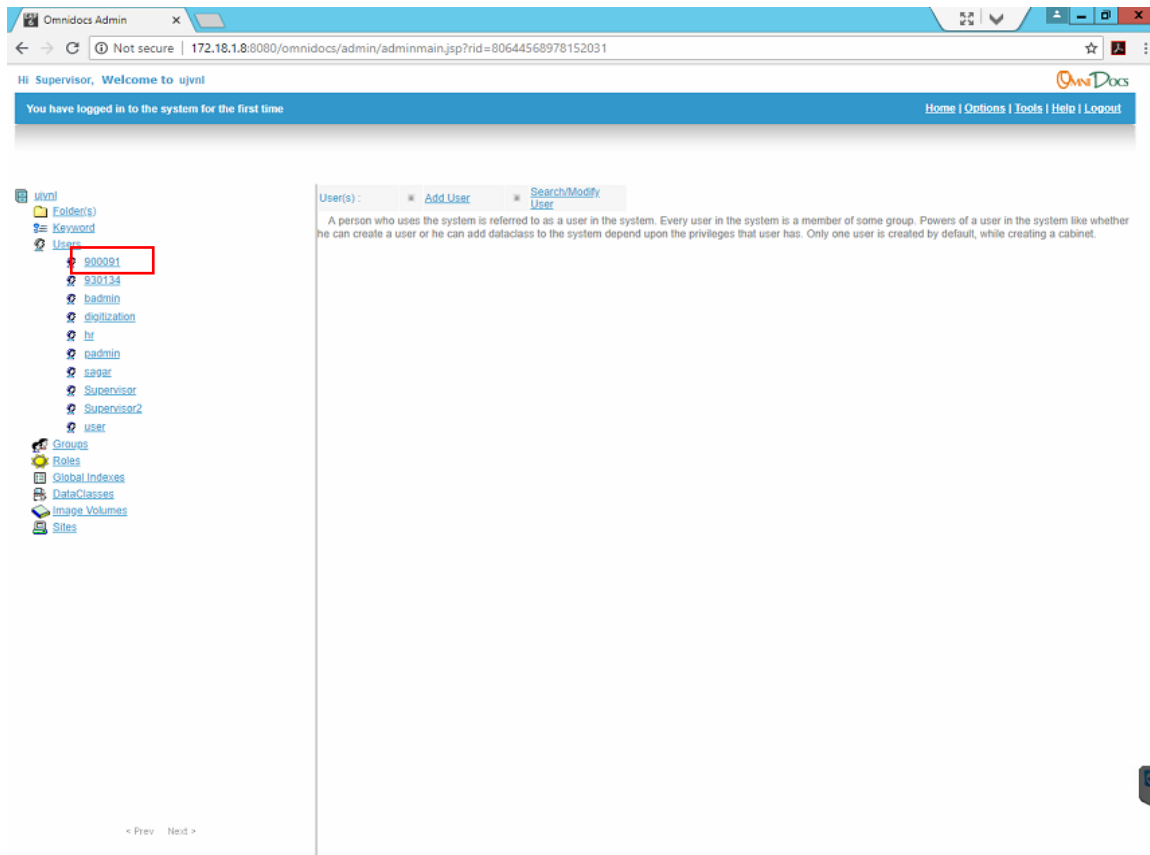 Omnidocs Admin
Not secure | 172.18.1.8:8080/omnidocs/admin/adminmain.jsp?rid=80644568978152031
Hi Supervisor, Welcome to ujvnl
OmniDocs
You have logged in to the system for the first time
Home | Options | Tools | Help | Logout
ujvnl
Folder(s)
Keyword
Users
900091
930134
badmin
digitization
hr
padmin
sagar
Supervisor
Supervisor2
user
Groups
Roles
Global Indexes
DataClasses
Image Volumes
Sites
< Prev Next >
User(s) : Add User Search/Modify
User
A person who uses the system is referred to as a user in the system. Every user in the system is a member of some group. Powers of a user in the system like whether
he can create a user or he can add dataclass to the system depend upon the privileges that user has. Only one user is created by default, while creating a cabinet.